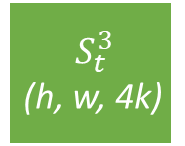 $S_t^3$
(h, w, 4k)